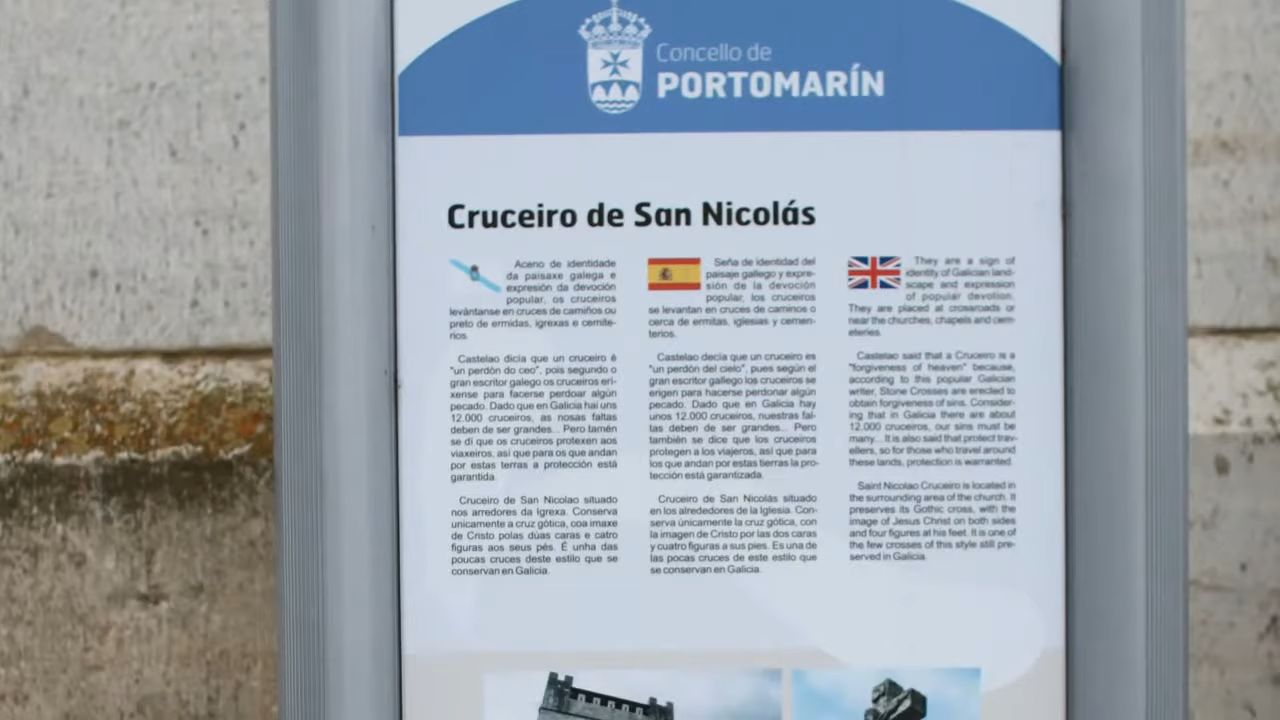 Concello de
PORTOMARÍN
Cruceiro de San Nicolás
Aceno de identidade
da paisaxe galega e
expresión da devoción
popular, os cruceiros
levántanse en cruces de camiños ou
preto de ermidas, igrexas e cemite-
rios.
Castelao dicía que un cruceiro é
"un perdón do ceo", pois segundo o
gran escritor galego os cruceiros erí-
xense para facerse perdoar algún
pecado. Dado que en Galicia hai uns
12.000 cruceiros, as nosas faltas
deben de ser grandes... Pero tamén
se di que os cruceiros protexen aos
viaxeiros, así que para os que andan
por estas terras a protección está
garantida.
Cruceiro de San Nicolao situado
nos arredores da Igrexa. Conserva
unicamente a cruz gótica, coa imaxe
de Cristo polas dúas caras e catro
figuras aos seus pés. É unha das
poucas cruces deste estilo que se
conservan en Galicia.
Seña de identidad del
paisaje gallego y expre-
sión de la devoción
popular, los cruceiros
se levantan en cruces de caminos o
cerca de ermitas, iglesias y cemen-
terios.
Castelao decía que un cruceiro es
"un perdón del cielo", pues según el
gran escritor gallego los cruceiros se
erigen para hacerse perdonar algún
pecado. Dado que en Galicia hay
unos 12.000 cruceiros, nuestras fal-
tas deben de ser grandes... Pero
también se dice que los cruceiros
protegen a los viajeros, así que para
los que andan por estas tierras la pro-
tección está garantizada.
Cruceiro de San Nicolás situado
en los alrededores de la Iglesia. Con-
serva únicamente la cruz gótica, con
la imagen de Cristo por las dos caras
y cuatro figuras a sus pies. Es una de
las pocas cruces de este estilo que
se conservan en Galicia.
They are a sign of
identity of Galician land-
scape and expression
of popular devotion.
They are placed at crossroads or
near the churches, chapels and cem-
eteries.
Castelao said that a Cruceiro is a
"forgiveness of heaven" because,
according to this popular Galician
writer, Stone Crosses are erected to
obtain forgiveness of sins. Consider-
ing that in Galicia there are about
12.000 cruceiros, our sins must be
many... It is also said that protect trav-
ellers, so for those who travel around
these lands, protection is warranted.
Saint Nicolao Cruceiro is located in
the surrounding area of the church. It
preserves its Gothic cross, with the
image of Jesus Christ on both sides
and four figures at his feet. It is one of
the few crosses of this style still pre-
served in Galicia.